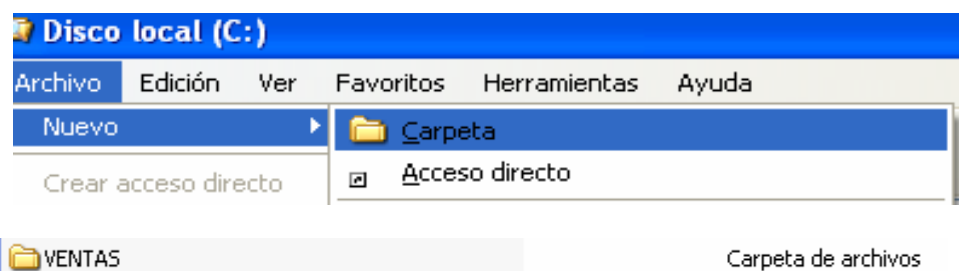 Disco local (C:)
Archivo Edición Ver Favoritos Herramientas Ayuda
Nuevo Carpeta
Crear acceso directo Acceso directo
VENTAS Carpeta de archivos